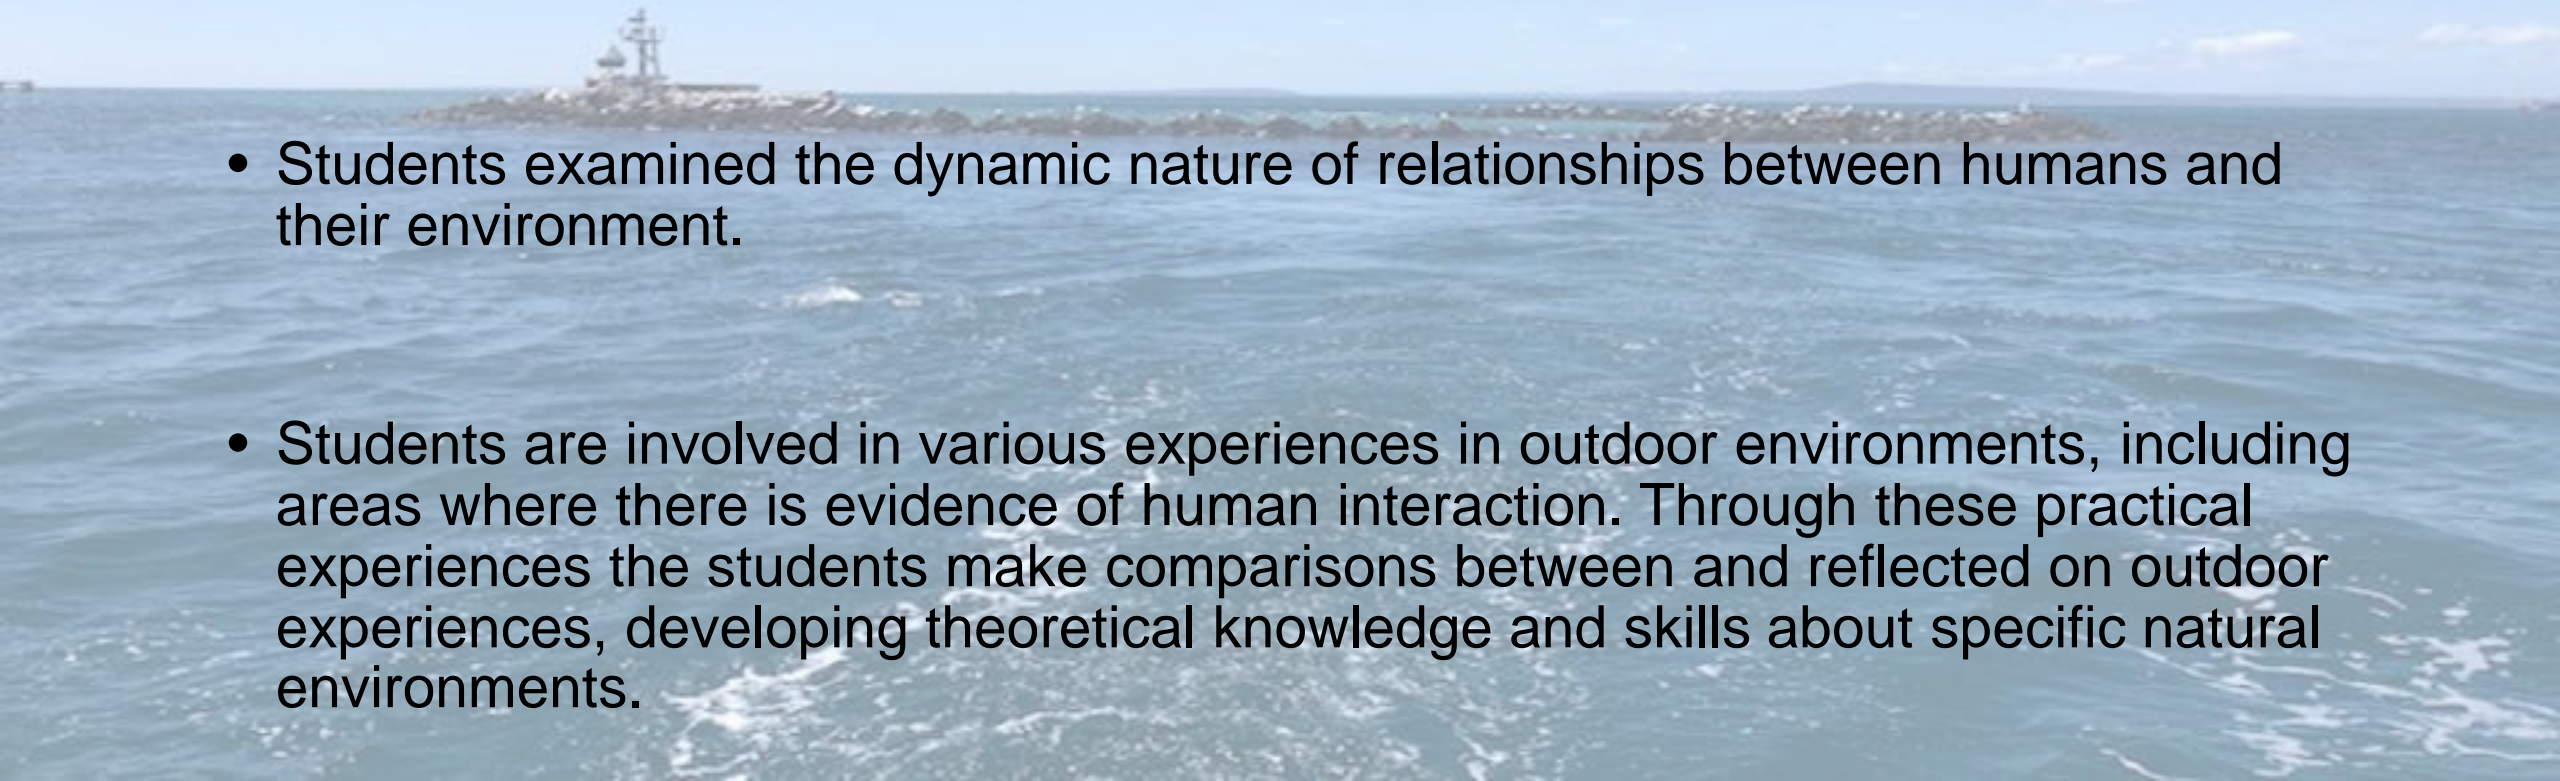 • Students examined the dynamic nature of relationships between humans and
their environment.
• Students are involved in various experiences in outdoor environments, including
areas where there is evidence of human interaction. Through these practical
experiences the students make comparisons between and reflected on outdoor
experiences, developing theoretical knowledge and skills about specific natural
environments.